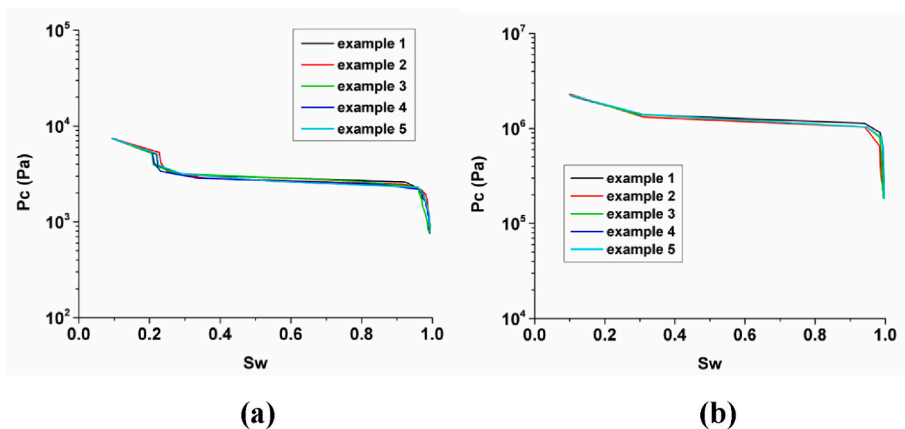 10^5
10^4
10^3
10^2
Pc (Pa)
0.0 0.2 0.4 0.6 0.8 1.0
Sw
example 1
example 2
example 3
example 4
example 5
(a)
10^7
10^6
10^5
10^4
Pc (Pa)
0.0 0.2 0.4 0.6 0.8 1.0
Sw
example 1
example 2
example 3
example 4
example 5
(b)